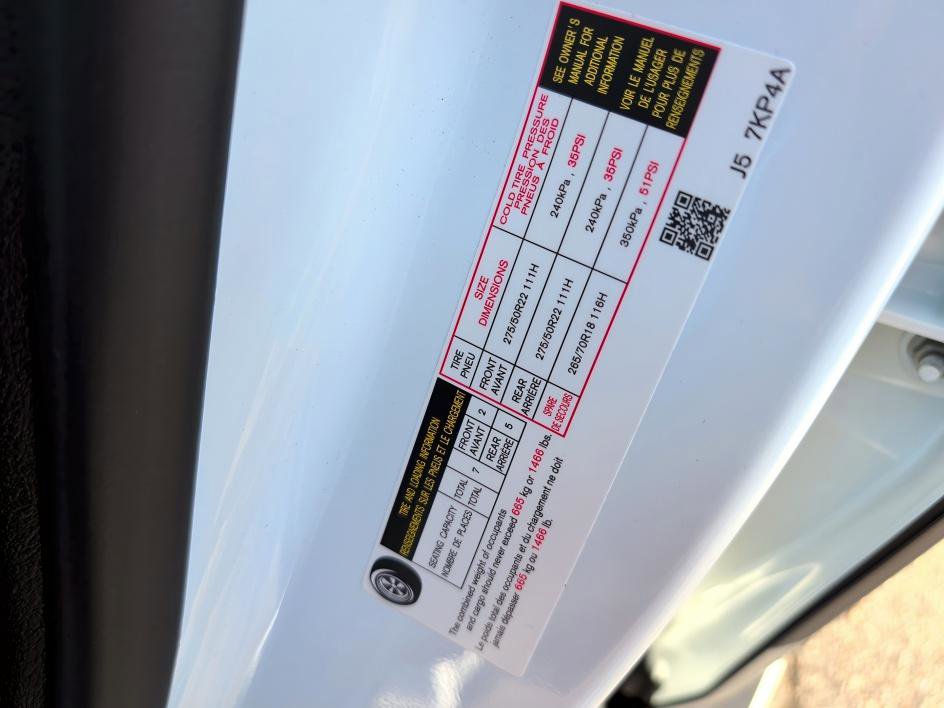 TIRE AND LOADING INFORMATION
RENSEIGNEMENTS SUR LES PNEUS ET LE CHARGEMENT
SEATING CAPACITY
NOMBRE DE PLACES
TOTAL
TOTAL
7
FRONT
AVANT
2
REAR
ARRIÈRE
5
The combined weight of occupants
and cargo should never exceed 665 kg or 1466 lbs.
Le poids total des occupants et du chargement ne doit
jamais dépasser 665 kg ou 1466 lb.
TIRE
PNEU
SIZE
DIMENSIONS
COLD TIRE PRESSURE
PRESSION DES
PNEUS À FROID
FRONT
AVANT
275/50R22 111H
240kPa , 35PSI
REAR
ARRIÈRE
275/50R22 111H
240kPa , 35PSI
SPARE
DE SECOURS
265/70R18 116H
350kPa , 51PSI
SEE OWNER'S
MANUAL FOR
ADDITIONAL
INFORMATION
VOIR LE MANUEL
DE L'USAGER
POUR PLUS DE
RENSEIGNEMENTS
J5 7KP4A